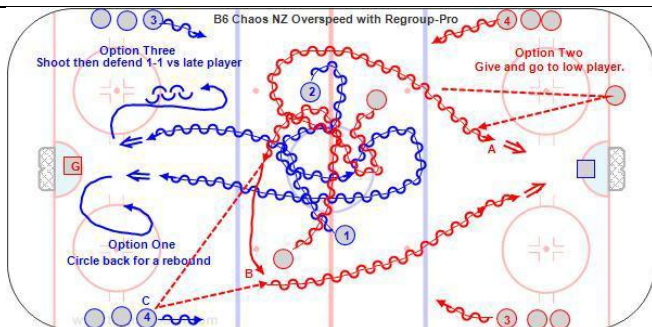 B6 Chaos NZ Overspeed with Regroup-Pro
3
4
Option Three
Shoot then defend 1-1 vs late player
Option Two
Give and go to low player.
2
A
G
1
Option One
Circle back for a rebound
B
C
4
3